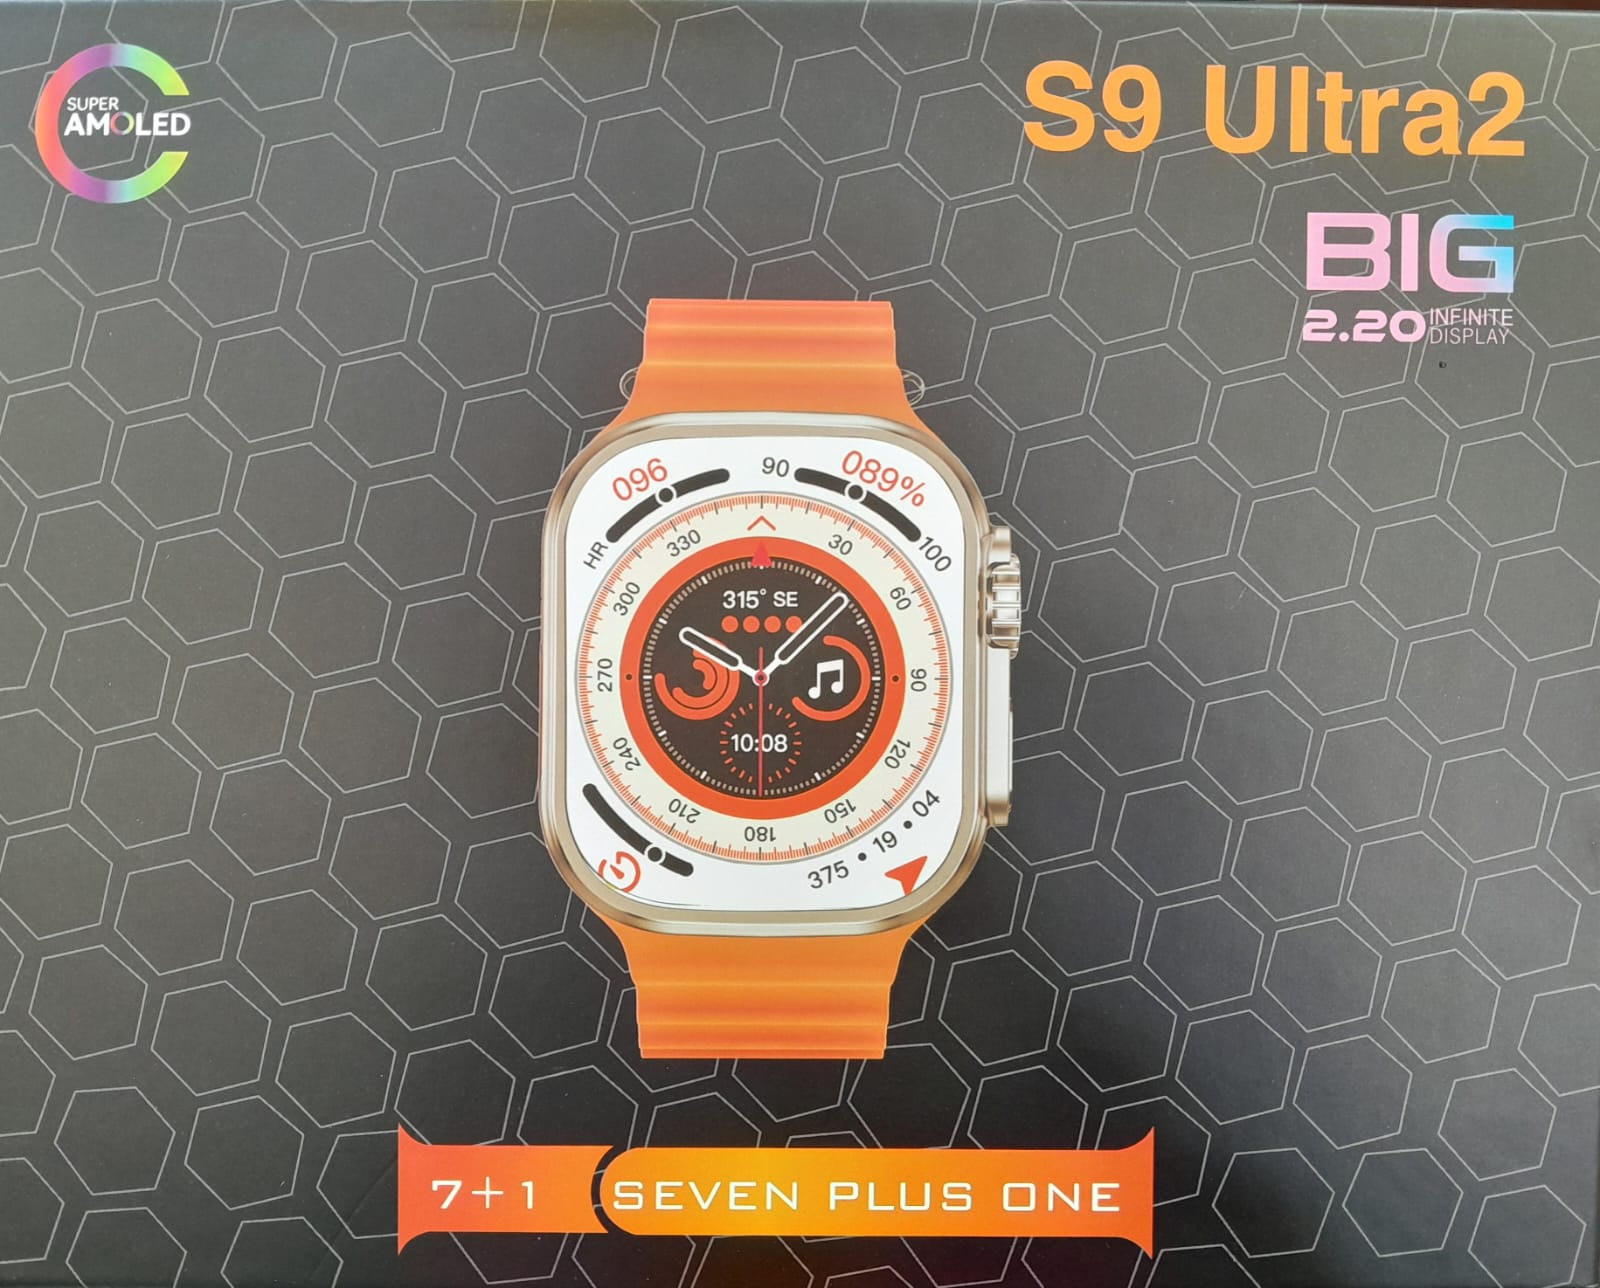 SUPER
AMOLED
S9 Ultra2
BIG
2.20 INFINITE
DISPLAY
096
90
089%
HR
100
330
30
300
60
315° SE
270
90
10:08
240
120
210
180
150
375 • 19 • 04
7+1 SEVEN PLUS ONE